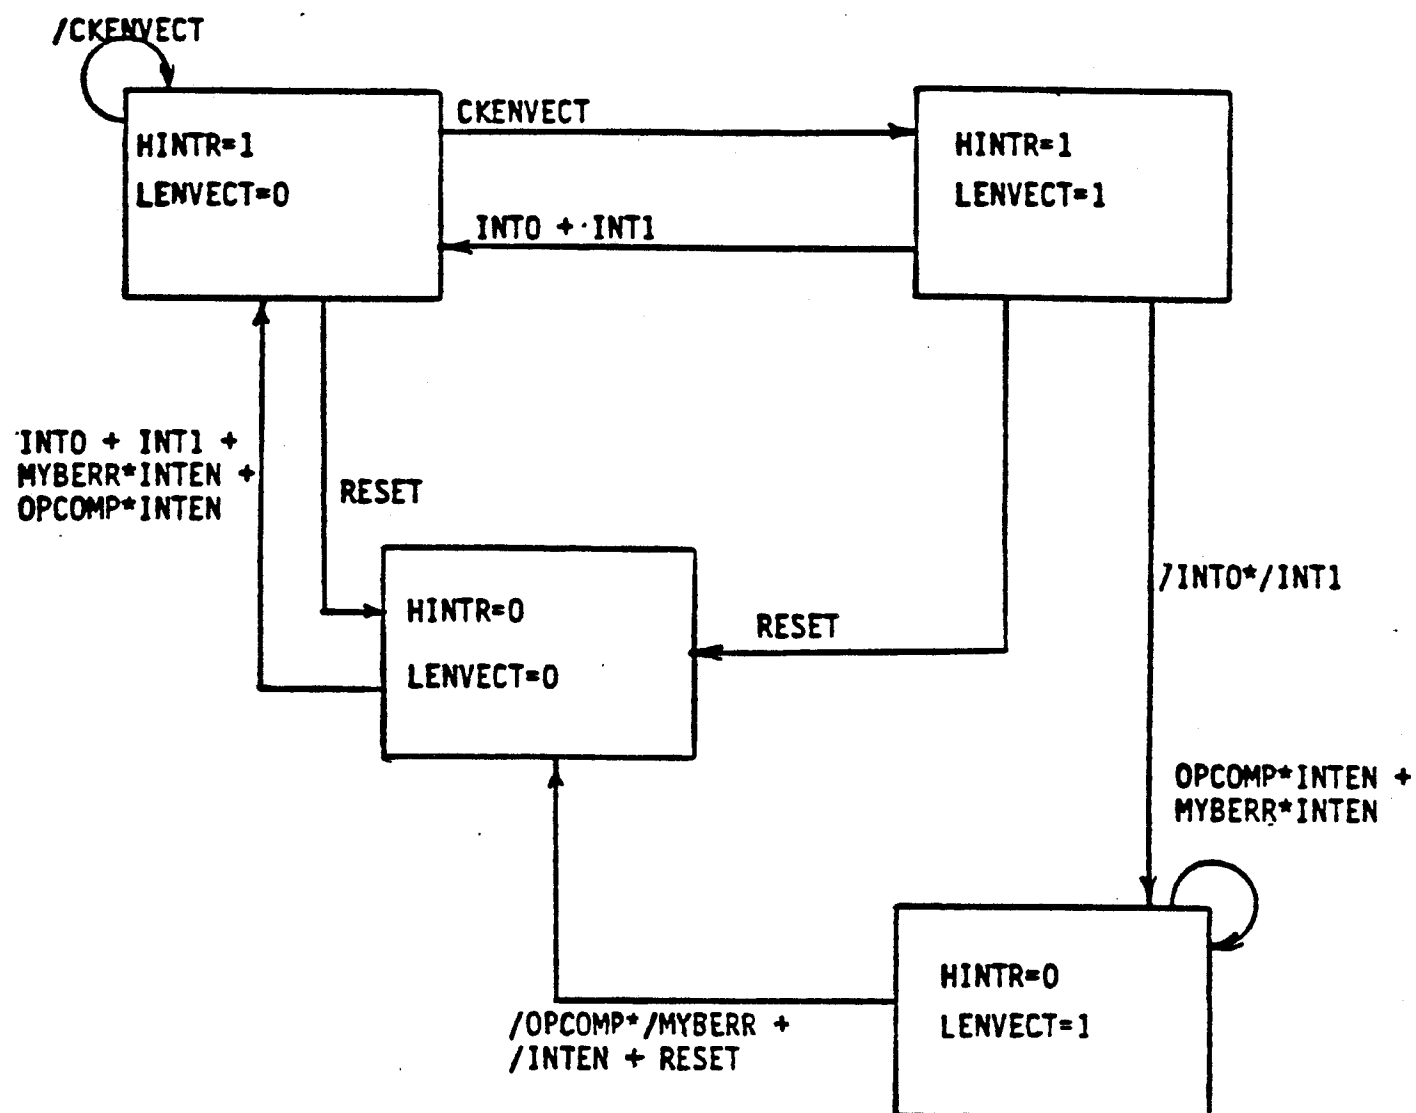 /CKENVECT
CKENVECT
HINTR=1
LENVECT=0
HINTR=1
LENVECT=1
INT0 + INT1
INT0 + INT1 +
MYBERR*INTEN +
OPCOMP*INTEN
RESET
/INT0*/INT1
HINTR=0
LENVECT=0
RESET
OPCOMP*INTEN +
MYBERR*INTEN
HINTR=0
LENVECT=1
/OPCOMP*/MYBERR +
/INTEN + RESET